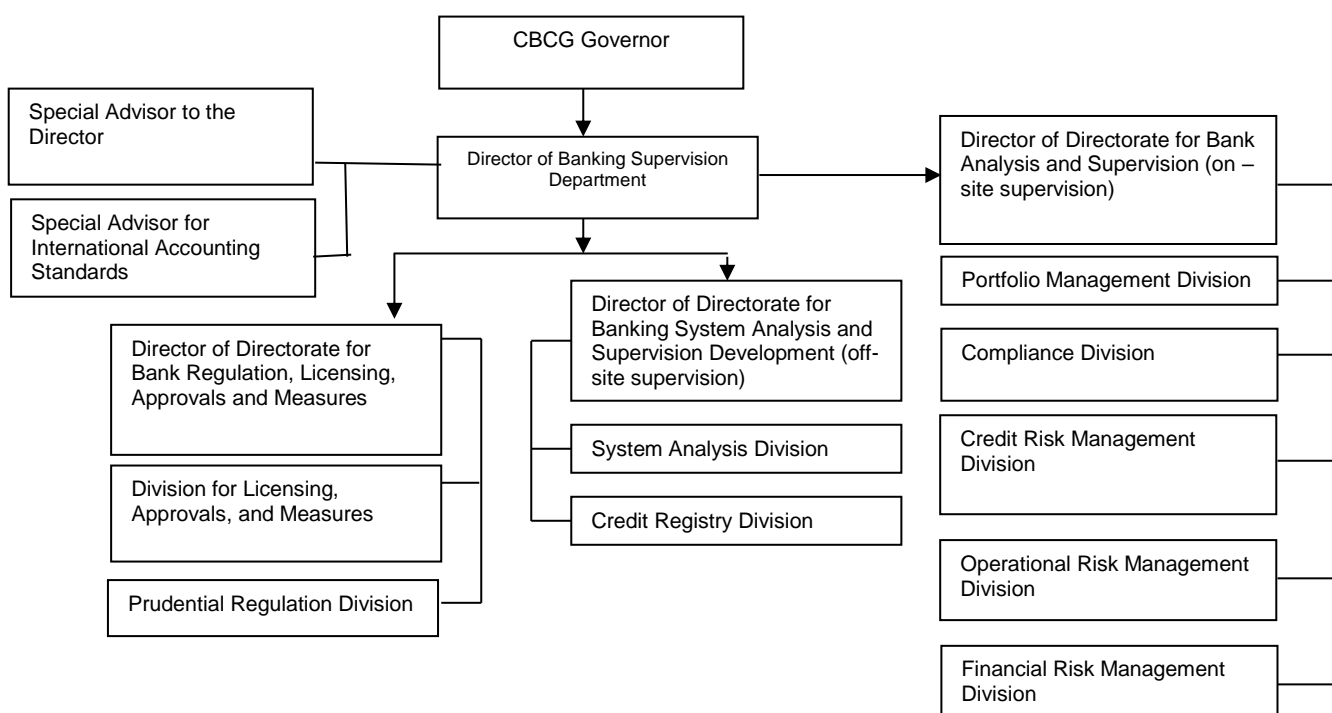 CBCG Governor
Special Advisor to the
Director
Special Advisor for
International Accounting
Standards
Director of Banking Supervision
Department
Director of Directorate for Bank
Analysis and Supervision (on –
site supervision)
Portfolio Management Division
Compliance Division
Credit Risk Management
Division
Operational Risk Management
Division
Financial Risk Management
Division
Director of Directorate for
Bank Regulation, Licensing,
Approvals and Measures
Division for Licensing,
Approvals, and Measures
Prudential Regulation Division
Director of Directorate for
Banking System Analysis and
Supervision Development (off-
site supervision)
System Analysis Division
Credit Registry Division